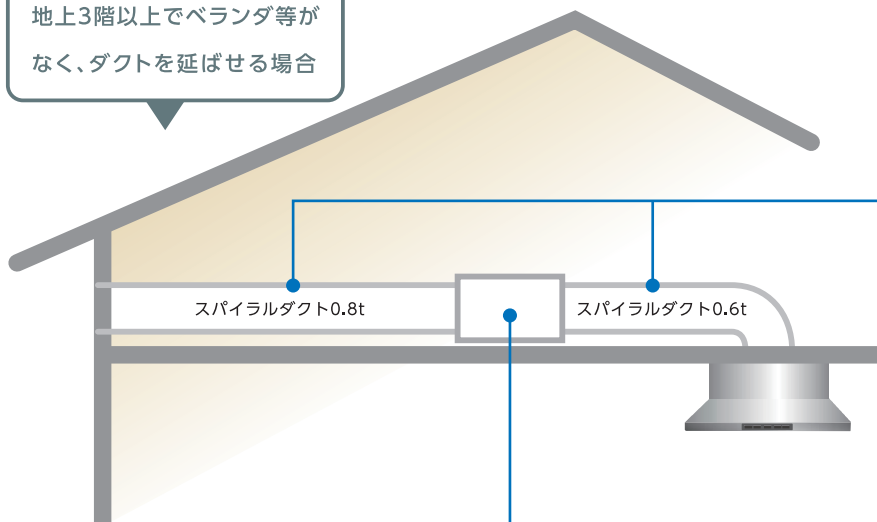 地上3階以上でベランダ等が
なく、ダクトを延ばせる場合
スパイラルダクト0.8t
スパイラルダクト0.6t